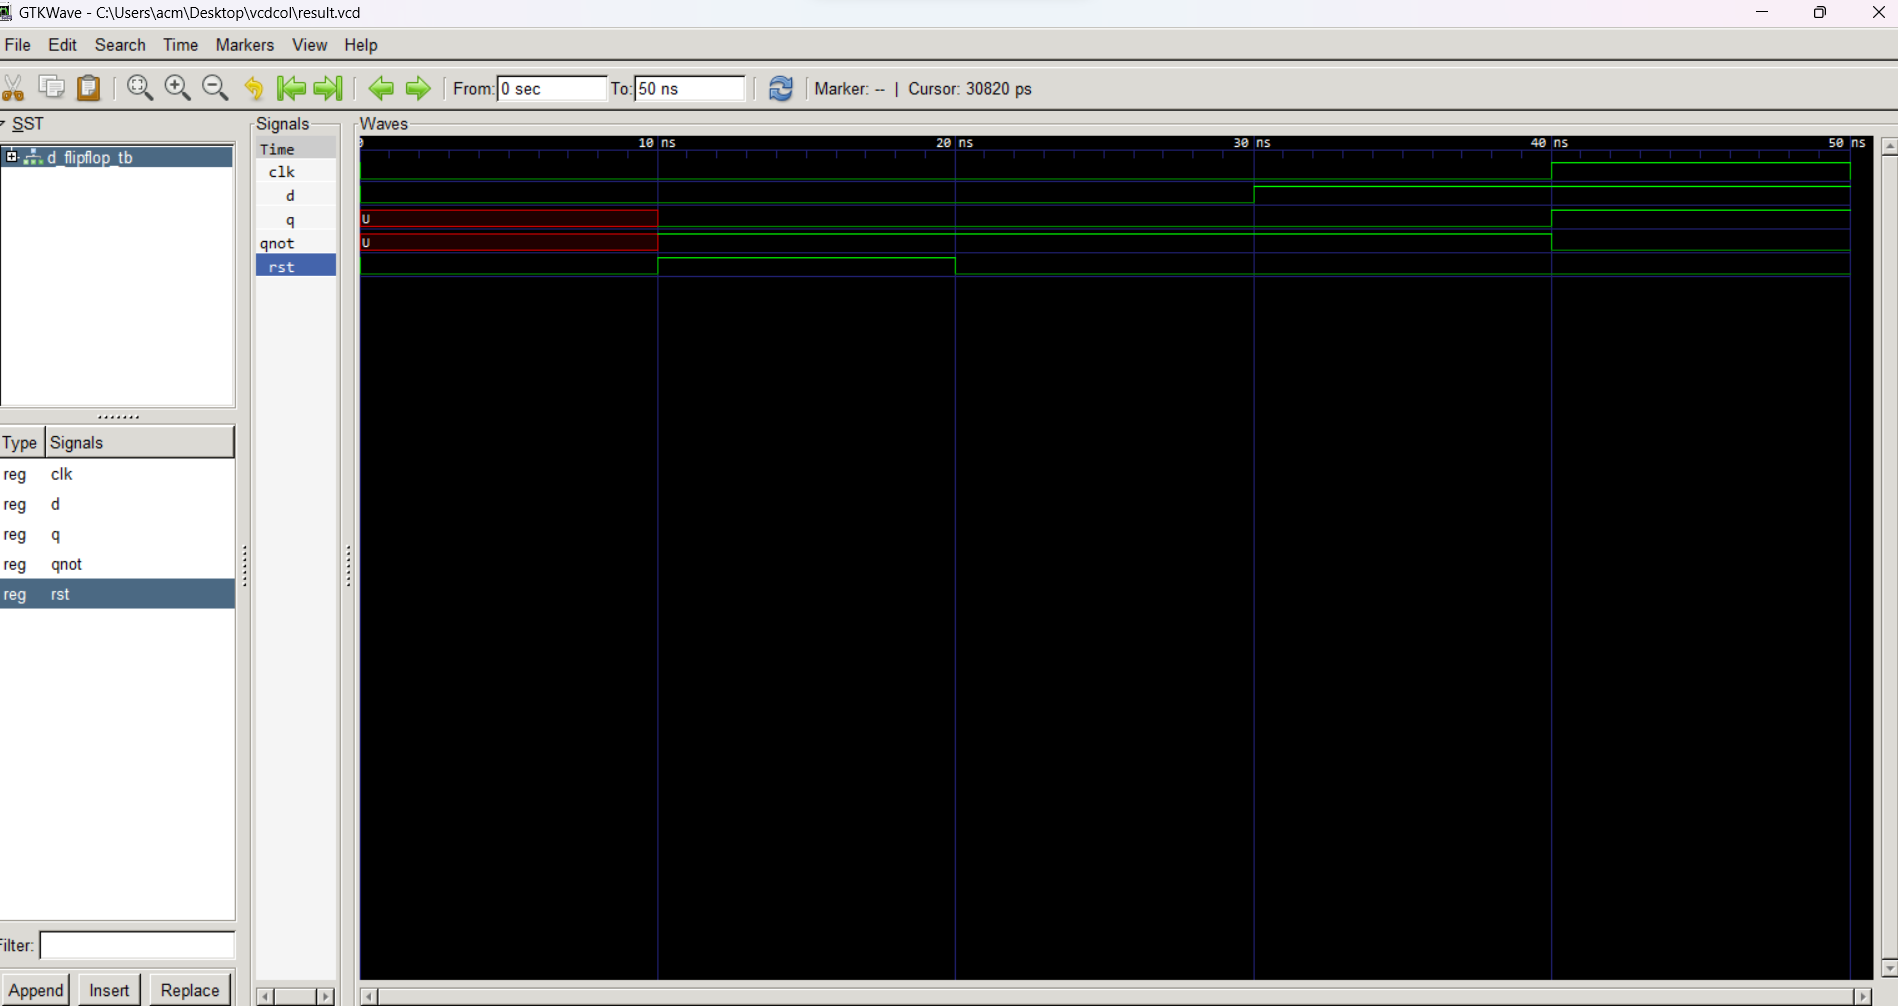 GTKWave - C:\Users\acm\Desktop\vcdcol\result.vcd
File Edit Search Time Markers View Help
From: 0 sec To: 50 ns Marker: -- | Cursor: 30820 ps
SST
d_flipflop_tb
Type Signals
reg clk
reg d
reg q
reg qnot
reg rst
Filter:
Append Insert Replace
Signals
Time
clk
d
q
qnot
rst
Waves
10 ns 20 ns 30 ns 40 ns 50 ns
U
U